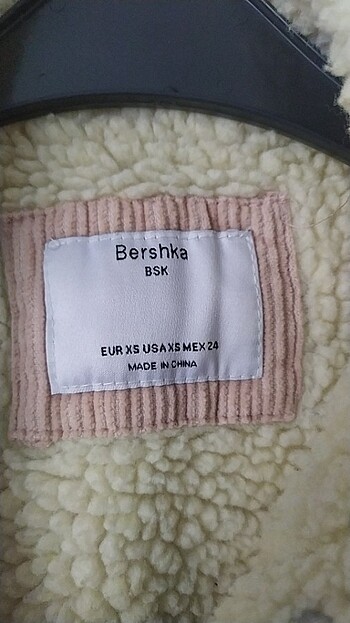 Bershka
BSK
EUR XS USA XS MEX 24
MADE IN CHINA